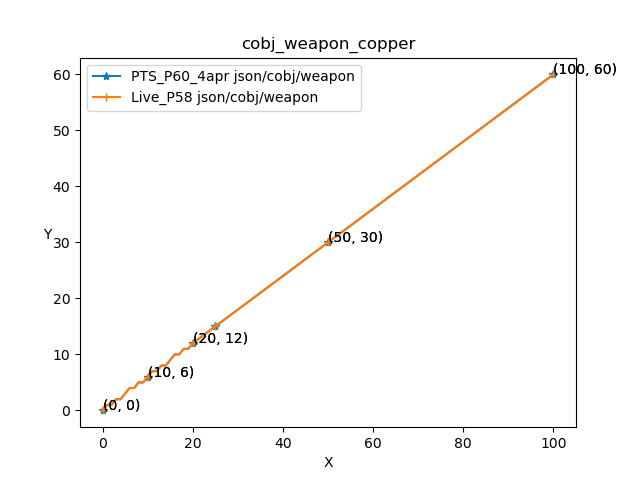 cobj_weapon_copper
PTS_P60_4apr json/cobj/weapon
Live_P58 json/cobj/weapon
(100, 60)
(50, 30)
(20, 12)
(10, 6)
(0, 0)
Y
60
50
40
30
20
10
0
0 20 40 60 80 100
X